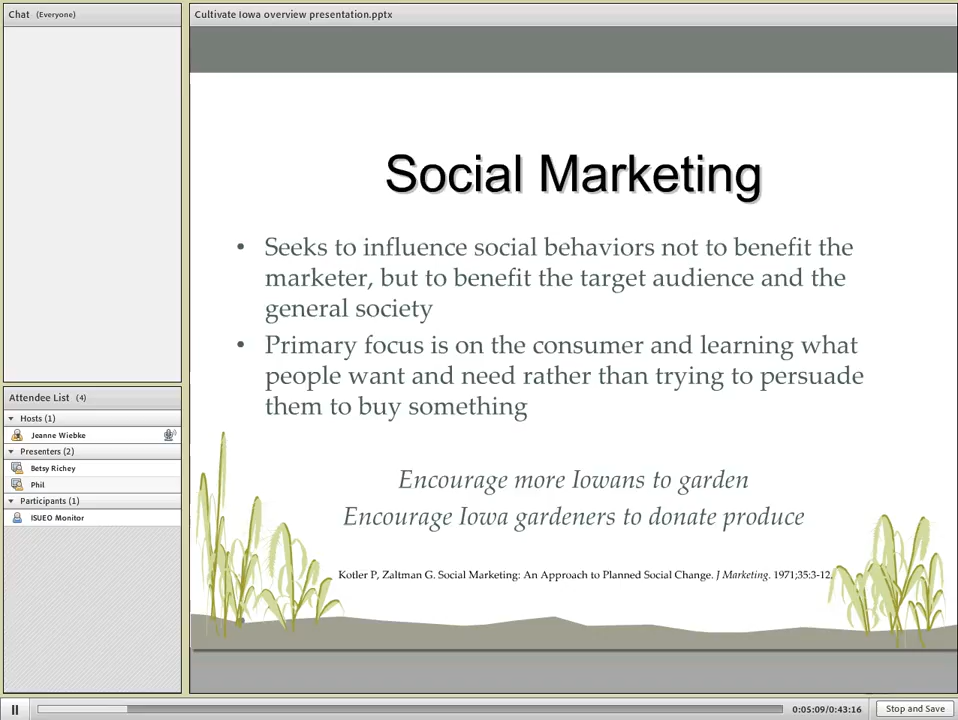 Chat (Everyone)
Attendee List (4)
Hosts (1)
Jeanne Wiebke
Presenters (2)
Betsy Richey
Phil
Participants (1)
ISUEO Monitor
Cultivate Iowa overview presentation.pptx
Social Marketing
• Seeks to influence social behaviors not to benefit the
marketer, but to benefit the target audience and the
general society
• Primary focus is on the consumer and learning what
people want and need rather than trying to persuade
them to buy something
Encourage more Iowans to garden
Encourage Iowa gardeners to donate produce
Kotler P, Zaltman G. Social Marketing: An Approach to Planned Social Change. J Marketing. 1971;35:3-12.
0:05:09/0:43:16
Stop and Save